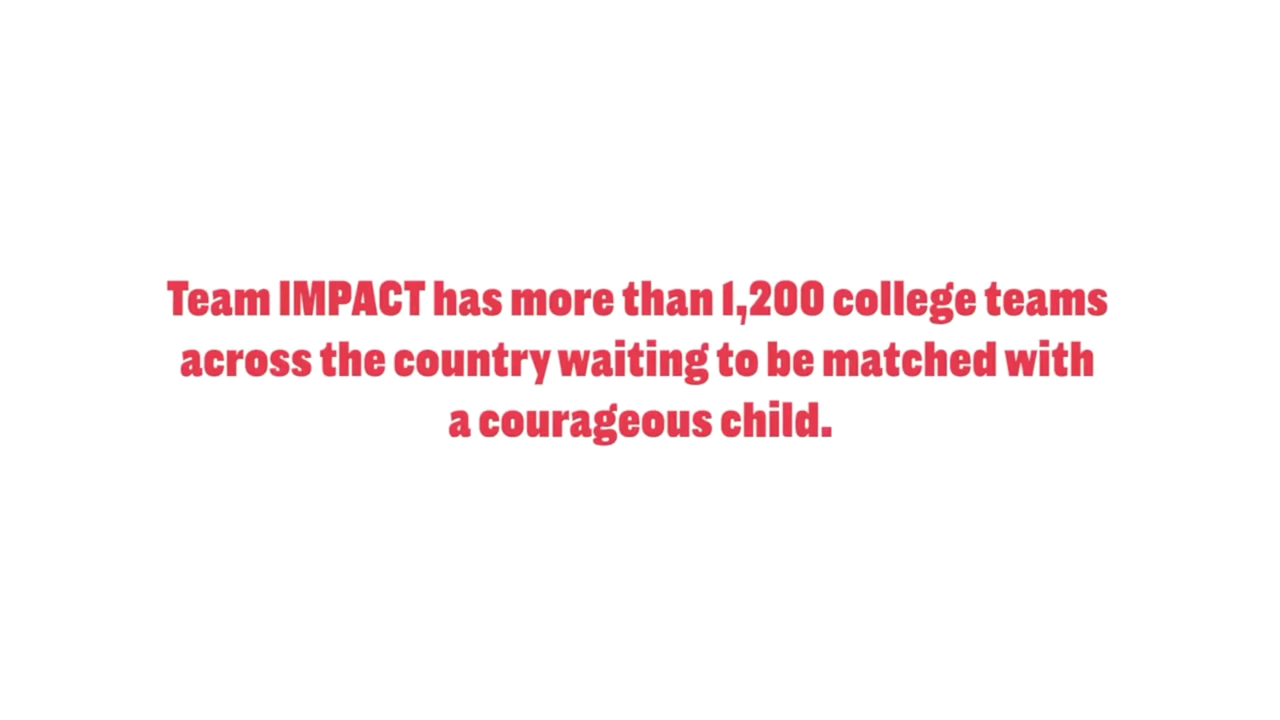 Team IMPACT has more than 1,200 college teams
across the country waiting to be matched with
a courageous child.